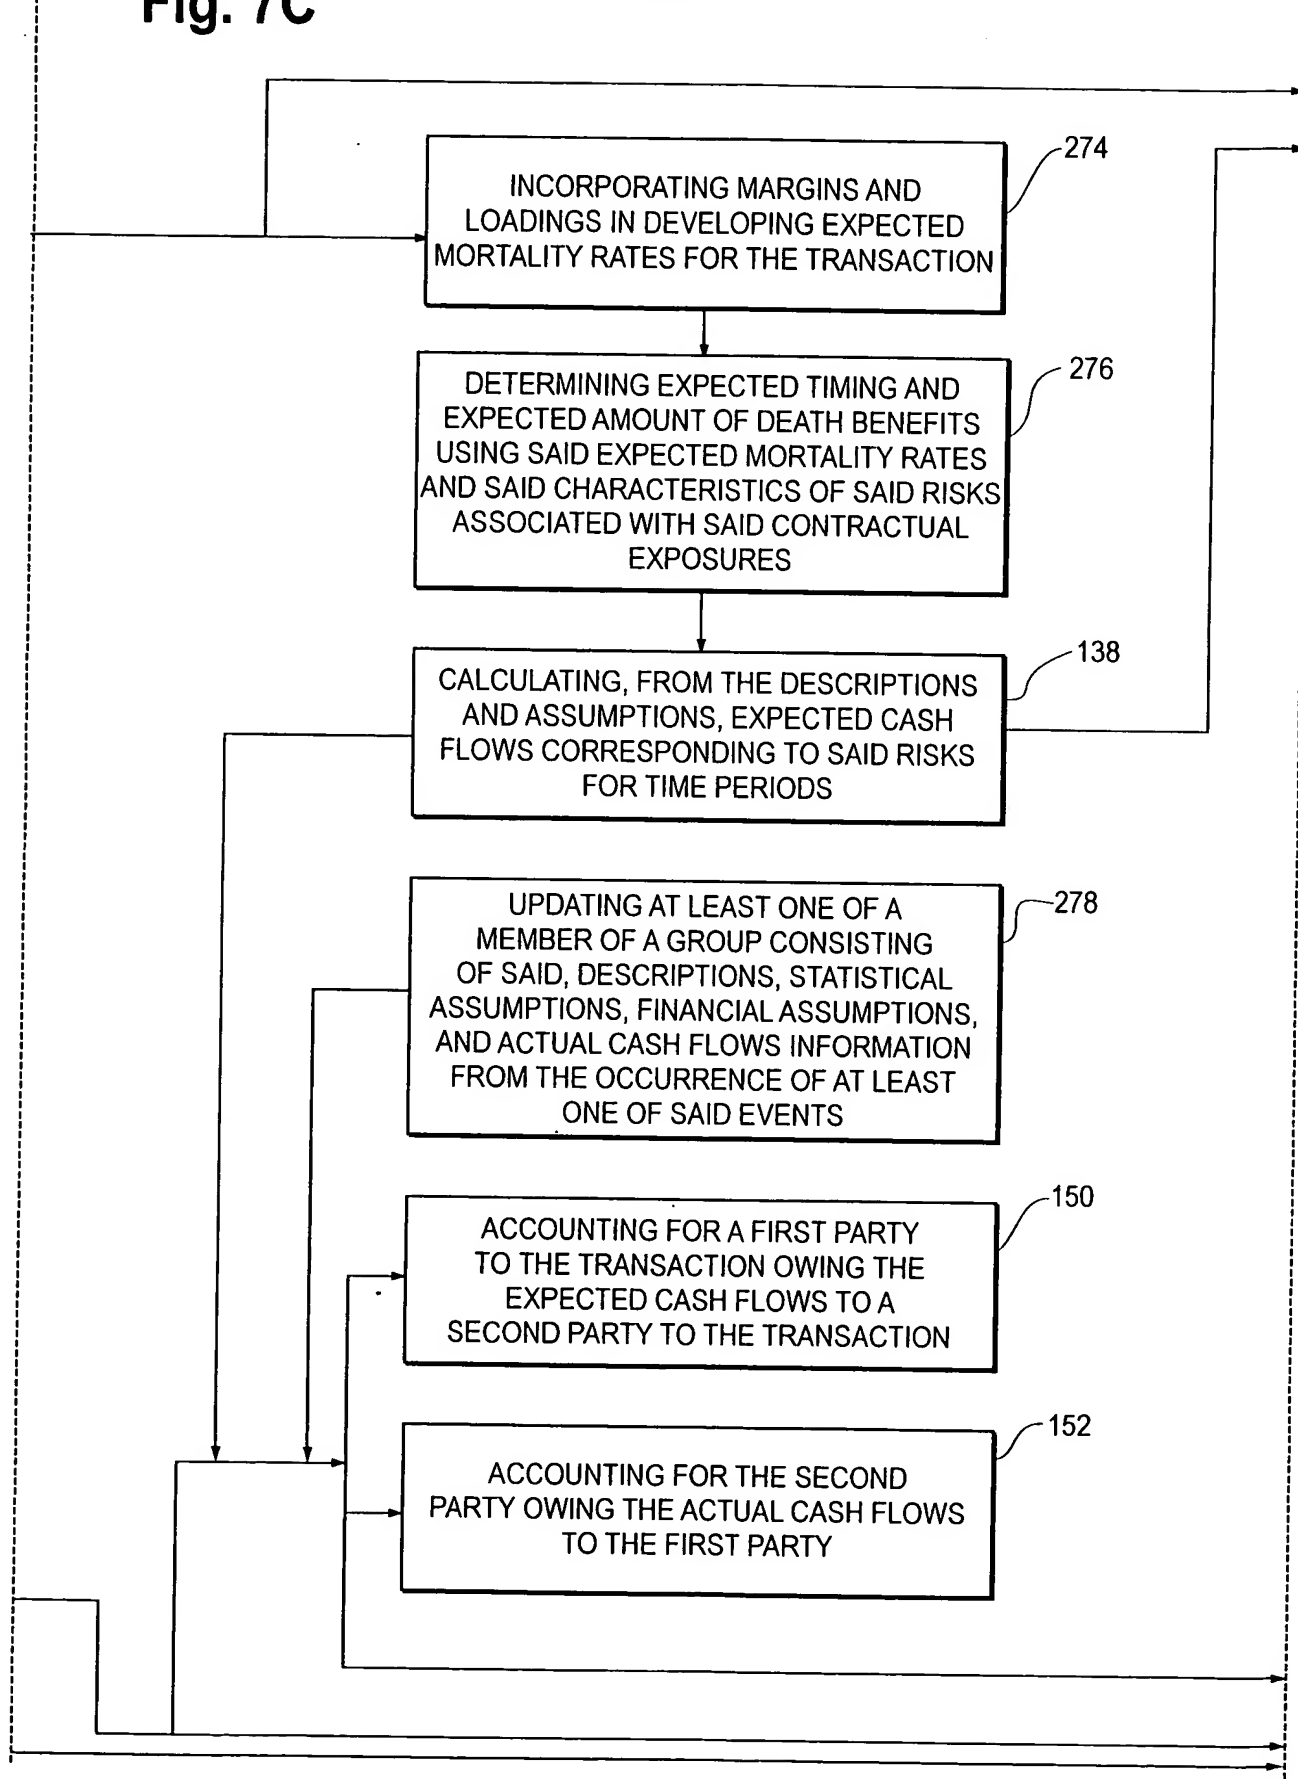 Fig. 7C
274
INCORPORATING MARGINS AND
LOADINGS IN DEVELOPING EXPECTED
MORTALITY RATES FOR THE TRANSACTION
276
DETERMINING EXPECTED TIMING AND
EXPECTED AMOUNT OF DEATH BENEFITS
USING SAID EXPECTED MORTALITY RATES
AND SAID CHARACTERISTICS OF SAID RISKS
ASSOCIATED WITH SAID CONTRACTUAL
EXPOSURES
138
CALCULATING, FROM THE DESCRIPTIONS
AND ASSUMPTIONS, EXPECTED CASH
FLOWS CORRESPONDING TO SAID RISKS
FOR TIME PERIODS
278
UPDATING AT LEAST ONE OF A
MEMBER OF A GROUP CONSISTING
OF SAID, DESCRIPTIONS, STATISTICAL
ASSUMPTIONS, FINANCIAL ASSUMPTIONS,
AND ACTUAL CASH FLOWS INFORMATION
FROM THE OCCURRENCE OF AT LEAST
ONE OF SAID EVENTS
150
ACCOUNTING FOR A FIRST PARTY
TO THE TRANSACTION OWING THE
EXPECTED CASH FLOWS TO A
SECOND PARTY TO THE TRANSACTION
152
ACCOUNTING FOR THE SECOND
PARTY OWING THE ACTUAL CASH FLOWS
TO THE FIRST PARTY